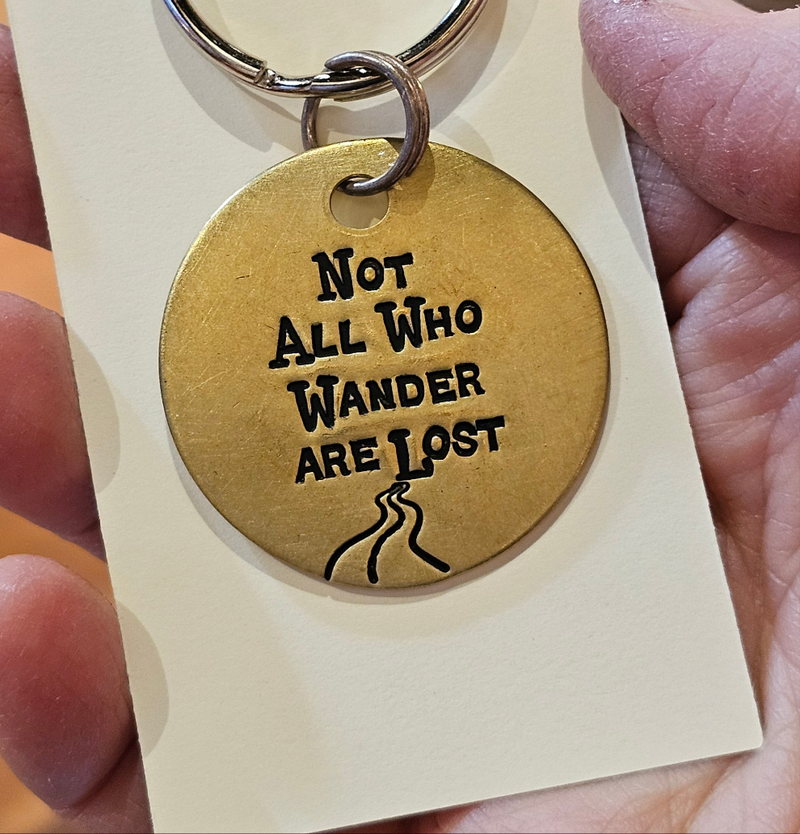 Not
All Who
Wander
are Lost